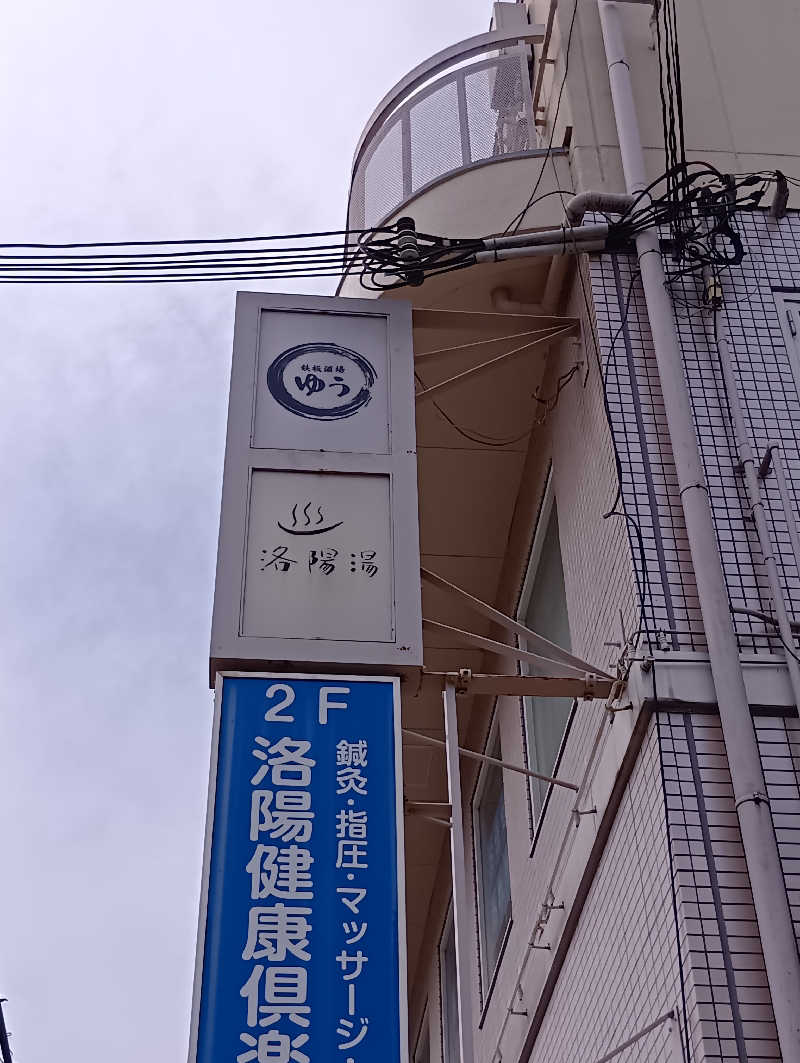 鉄板酒場
ゆう
洛陽湯
2F
洛陽健康倶楽
鍼灸・指圧・マッサージ・